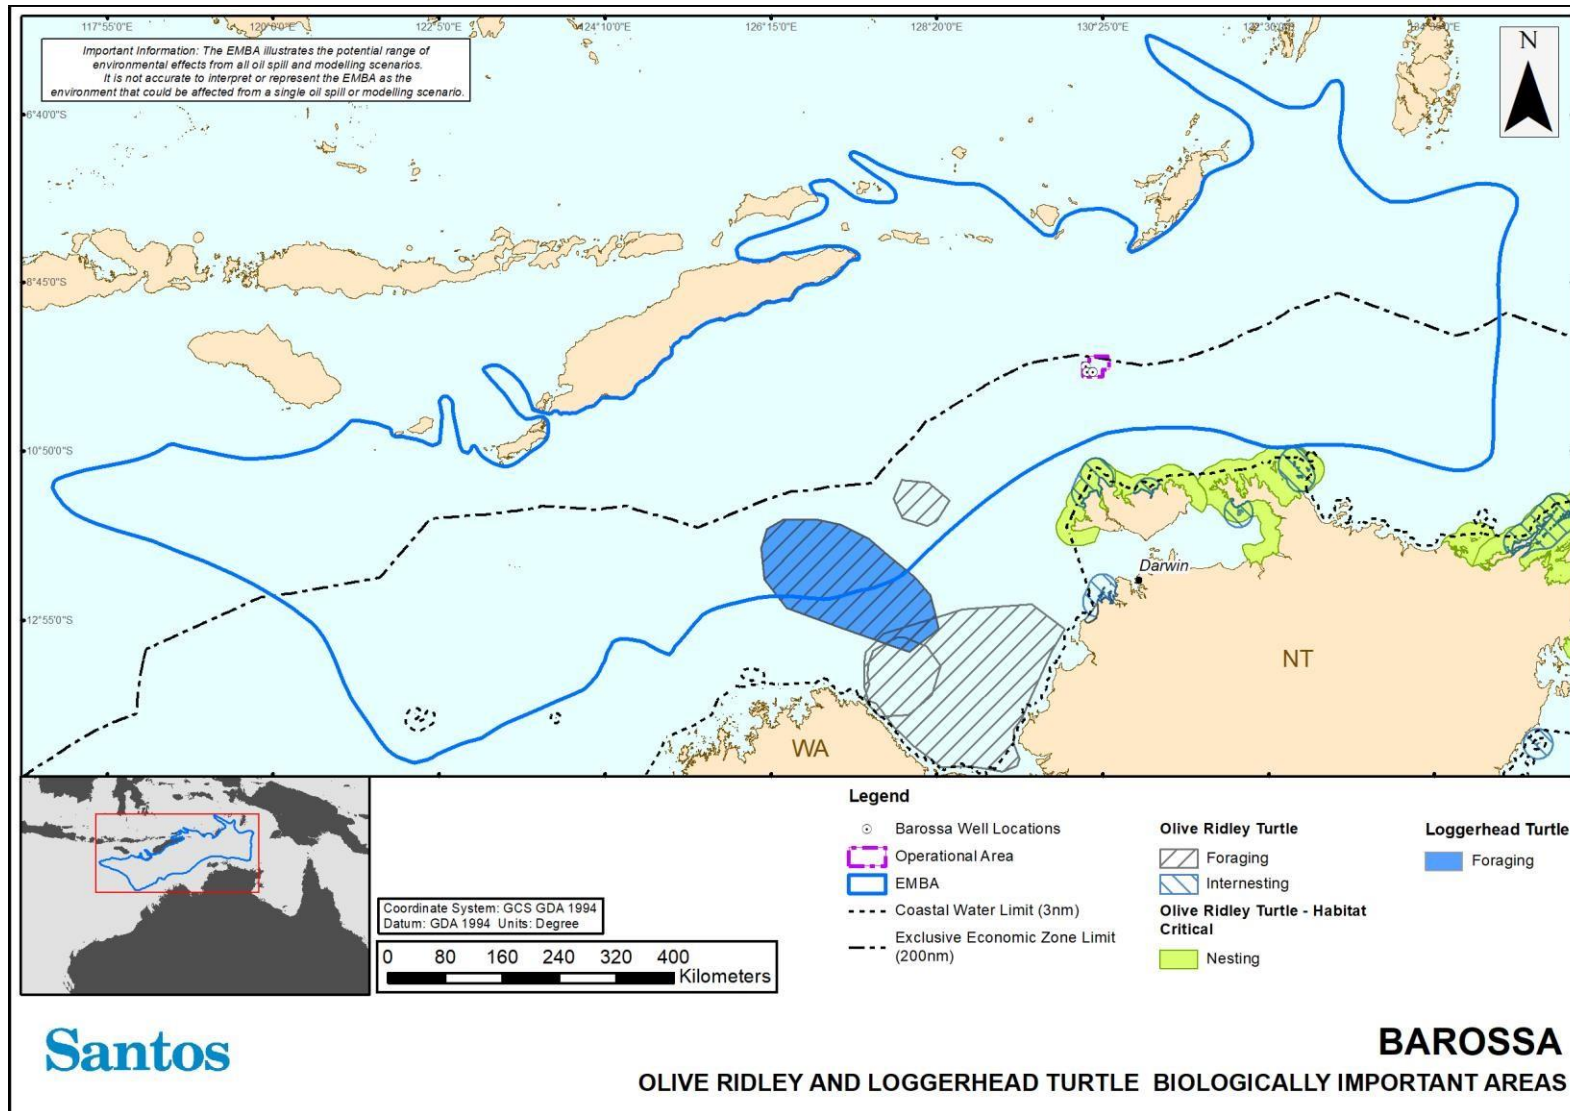 117°55'0"E
120°0'0"E
122°5'0"E
124°10'0"E
126°15'0"E
128°20'0"E
130°25'0"E
Important Information: The EMBA illustrates the potential range of
environmental effects from all oil spill and modelling scenarios.
It is not accurate to interpret or represent the EMBA as the
environment that could be affected from a single oil spill or modelling scenario.
N
6°40'0"S
8°45'0"S
10°50'0"S
12°55'0"S
Darwin
NT
WA
Legend
Barossa Well Locations
Operational Area
EMBA
Coastal Water Limit (3nm)
Exclusive Economic Zone Limit
(200nm)
Olive Ridley Turtle
Foraging
Internesting
Olive Ridley Turtle - Habitat
Critical
Nesting
Loggerhead Turtle
Foraging
Coordinate System: GCS GDA 1994
Datum: GDA 1994 Units: Degree
0 80 160 240 320 400
Kilometers
Santos
BAROSSA
OLIVE RIDLEY AND LOGGERHEAD TURTLE BIOLOGICALLY IMPORTANT AREAS